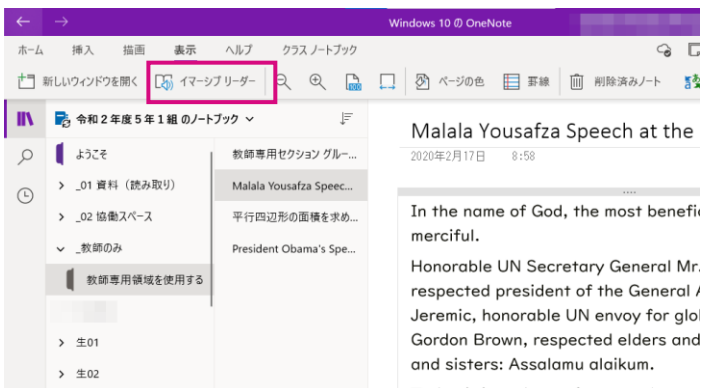 Windows 10 の OneNote
ホーム 挿入 描画 表示 ヘルプ クラス ノートブック
新しいウィンドウを開く イマーシブ リーダー 100 ページの色 罫線 削除済みノート
令和２年度５年１組 のノートブック
ようこそ
_01 資料（読み取り）
_02 協働スペース
_教師のみ
教師専用領域を使用する
生01
生02
教師専用セクション グルー...
Malala Yousafza Speec...
平行四辺形の面積を求め...
President Obama's Spe...
Malala Yousafza Speech at the
2020年2月17日 8:58
In the name of God, the most benefi
merciful.
Honorable UN Secretary General Mr.
respected president of the General A
Jeremic, honorable UN envoy for glo
Gordon Brown, respected elders and
and sisters: Assalamu alaikum.